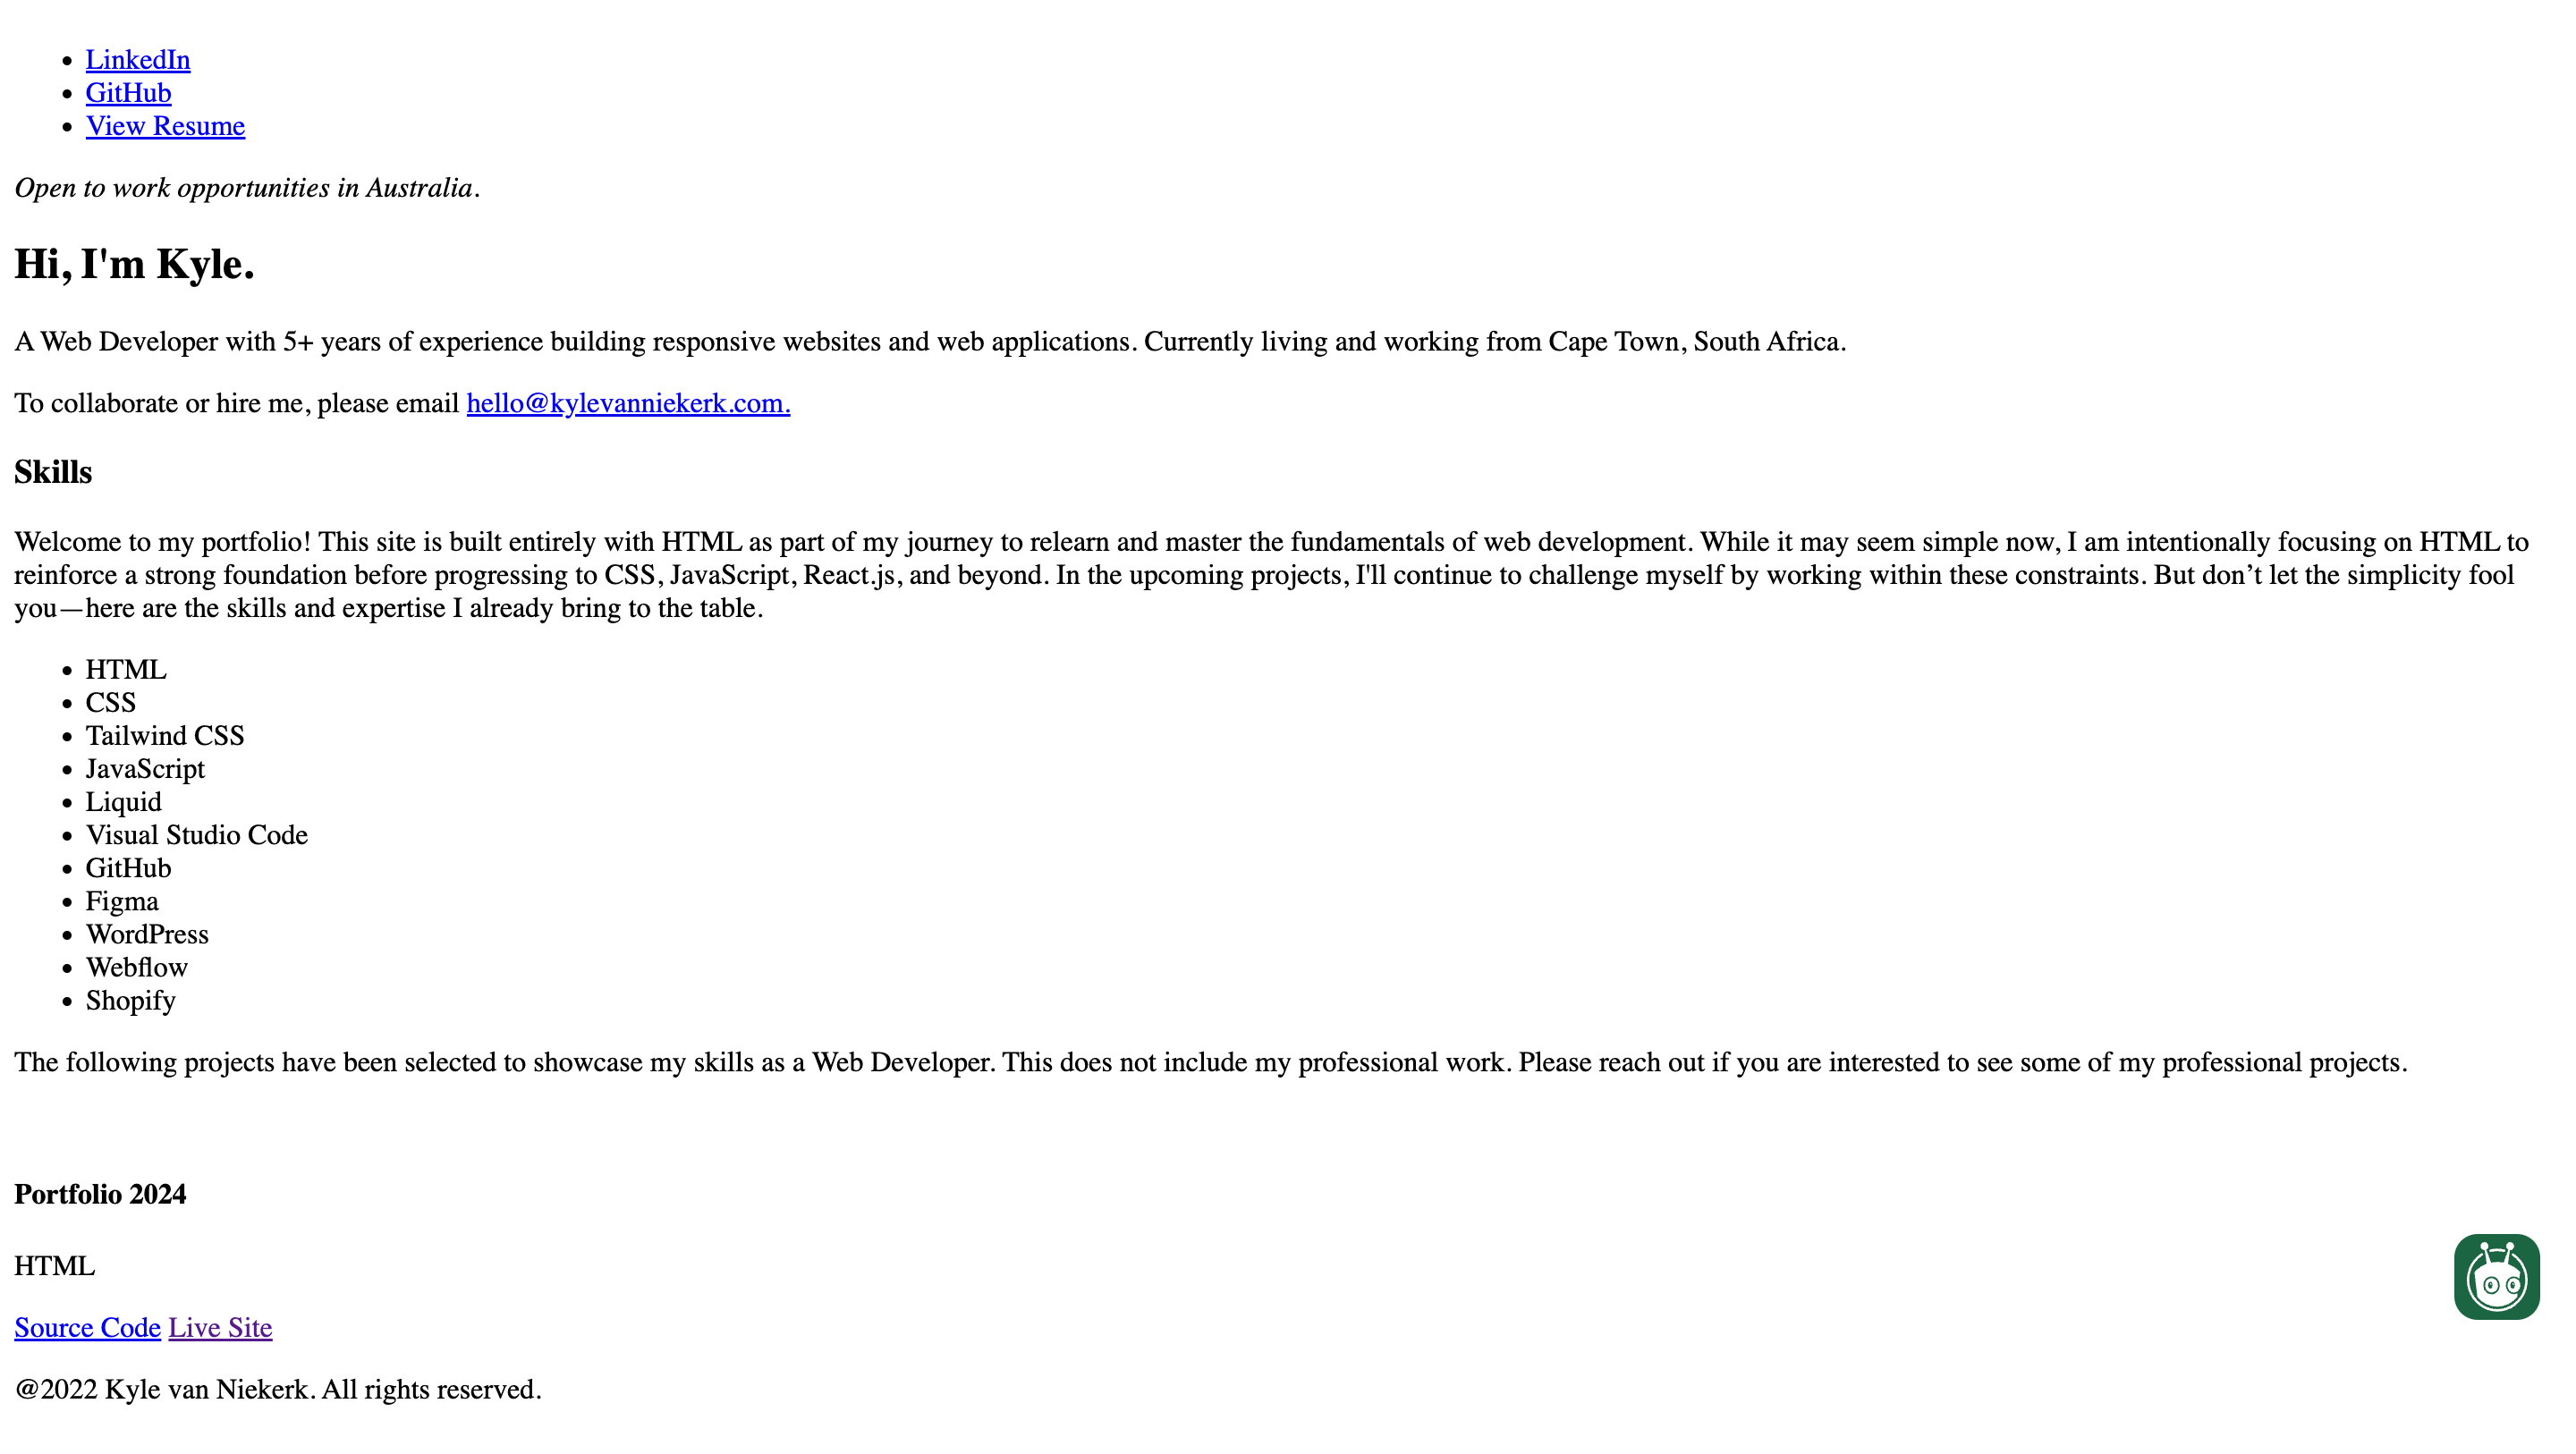 LinkedIn
GitHub
View Resume
Open to work opportunities in Australia.
Hi, I'm Kyle.
A Web Developer with 5+ years of experience building responsive websites and web applications. Currently living and working from Cape Town, South Africa.
To collaborate or hire me, please email hello@kylevanniekerk.com.
Skills
Welcome to my portfolio! This site is built entirely with HTML as part of my journey to relearn and master the fundamentals of web development. While it may seem simple now, I am intentionally focusing on HTML to
reinforce a strong foundation before progressing to CSS, JavaScript, React.js, and beyond. In the upcoming projects, I'll continue to challenge myself by working within these constraints. But don’t let the simplicity fool
you—here are the skills and expertise I already bring to the table.
HTML
CSS
Tailwind CSS
JavaScript
Liquid
Visual Studio Code
GitHub
Figma
WordPress
Webflow
Shopify
The following projects have been selected to showcase my skills as a Web Developer. This does not include my professional work. Please reach out if you are interested to see some of my professional projects.
Portfolio 2024
HTML
Source Code Live Site
@2022 Kyle van Niekerk. All rights reserved.